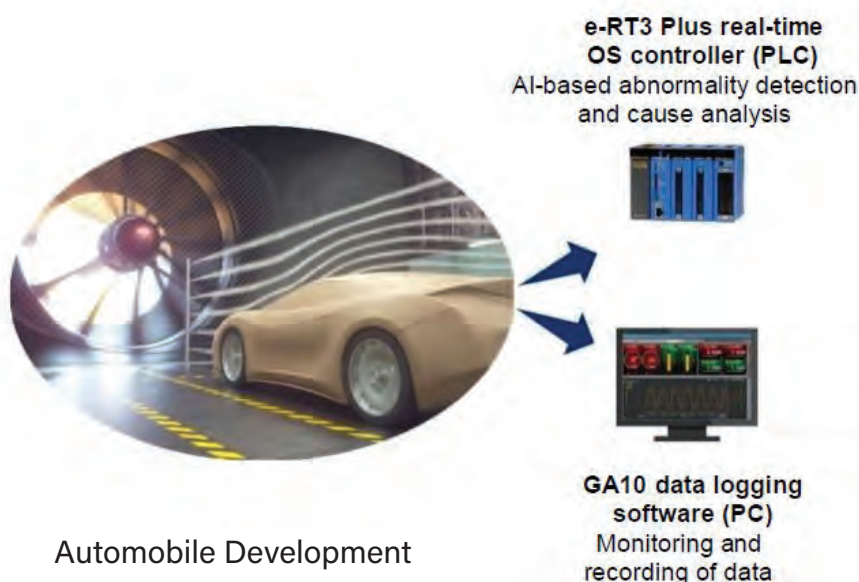 e-RT3 Plus real-time
OS controller (PLC)
AI-based abnormality detection
and cause analysis
GA10 data logging
software (PC)
Monitoring and
recording of data
Automobile Development